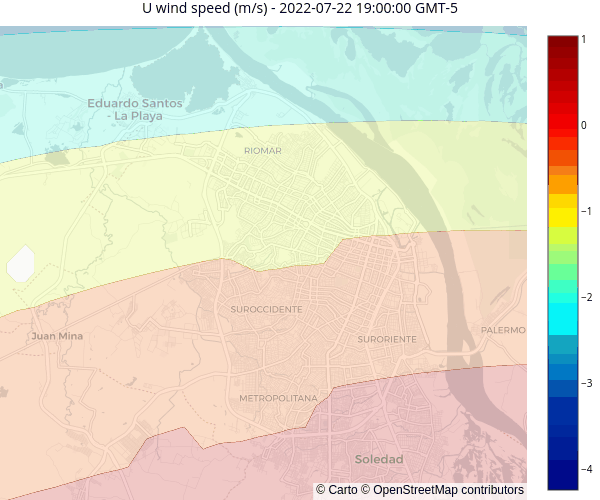 U wind speed (m/s) - 2022-07-22 19:00:00 GMT-5
1
Eduardo Santos
- La Playa
0
RIOMAR
−1
−2
SUROCCIDENTE
Juan Mina
PALERMO
SURORIENTE
−3
METROPOLITANA
Soledad
−4
© Carto © OpenStreetMap contributors